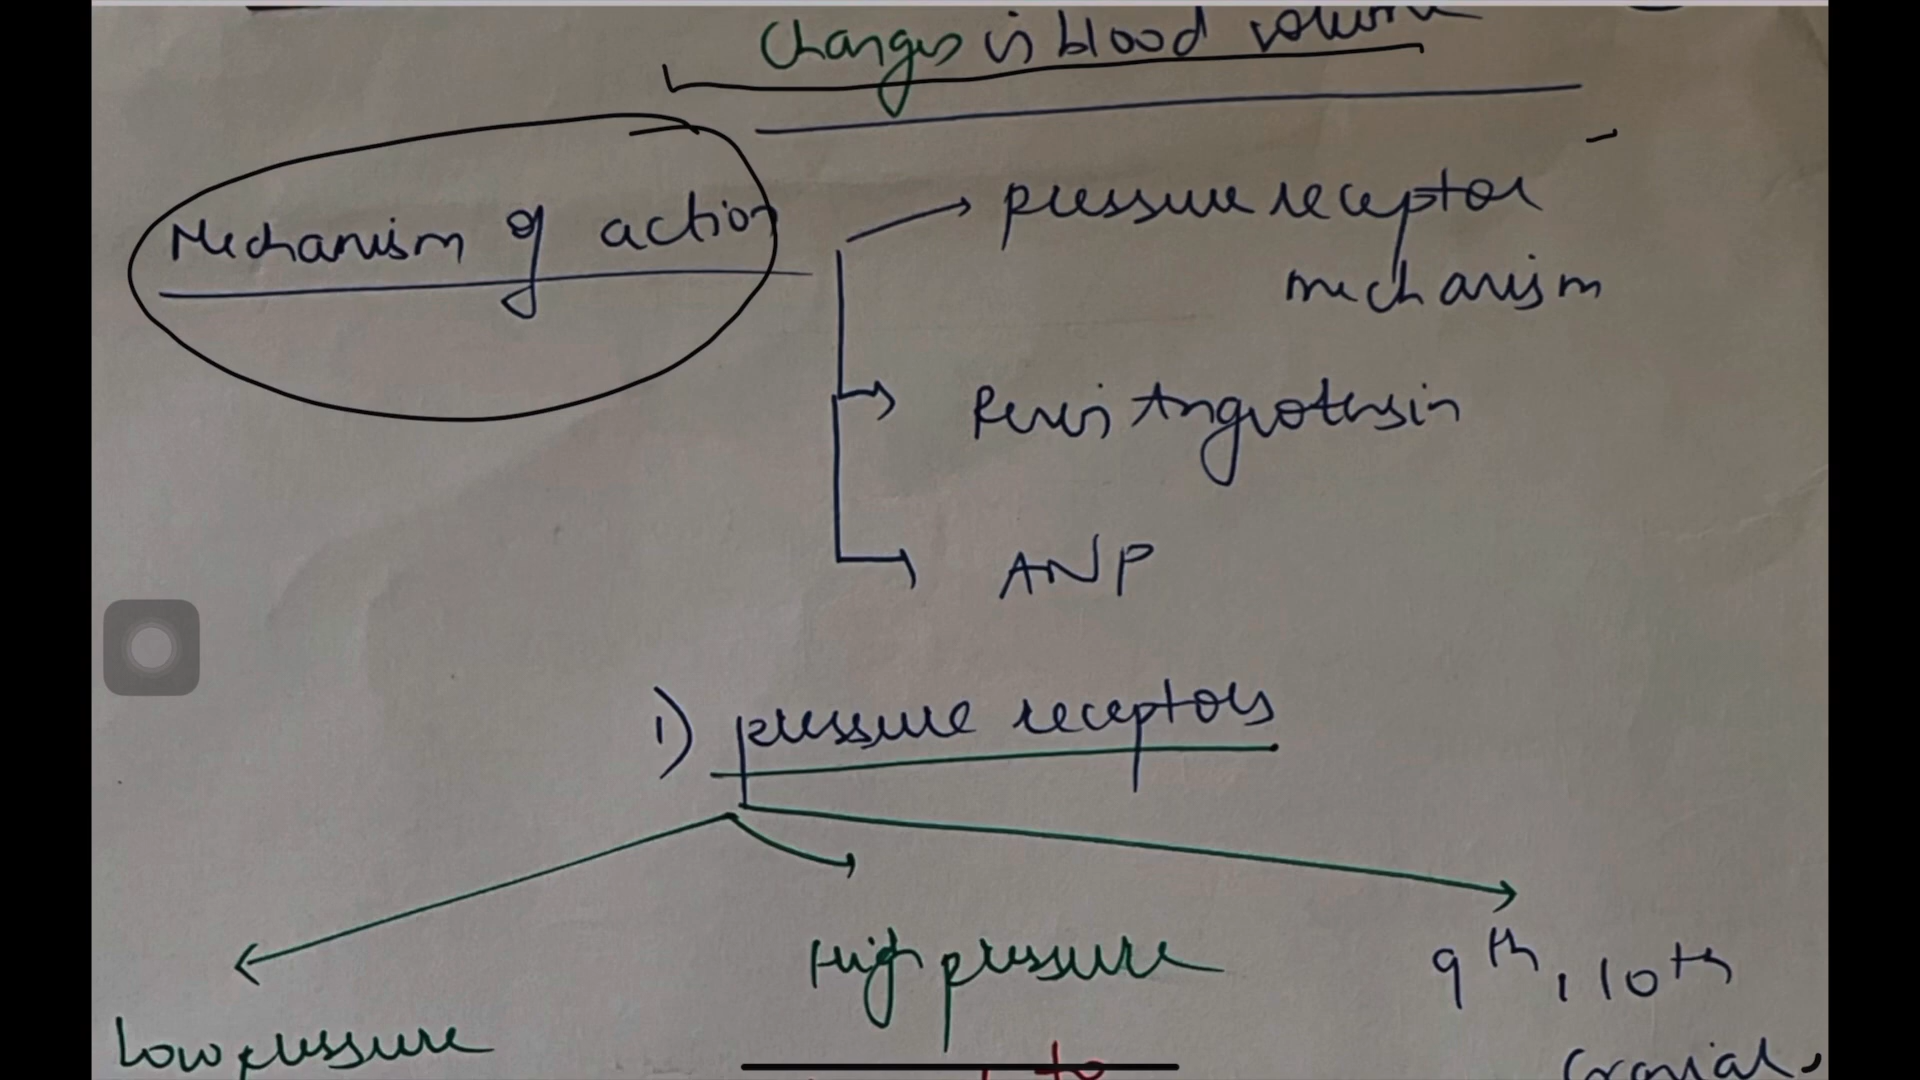 Changes in blood volume
Mechanism of action
pressure receptor
mechanism
Renin Angiotensin
ANP
1) pressure receptors
High pressure
9th, 10th
Low pressure
Cranial
to